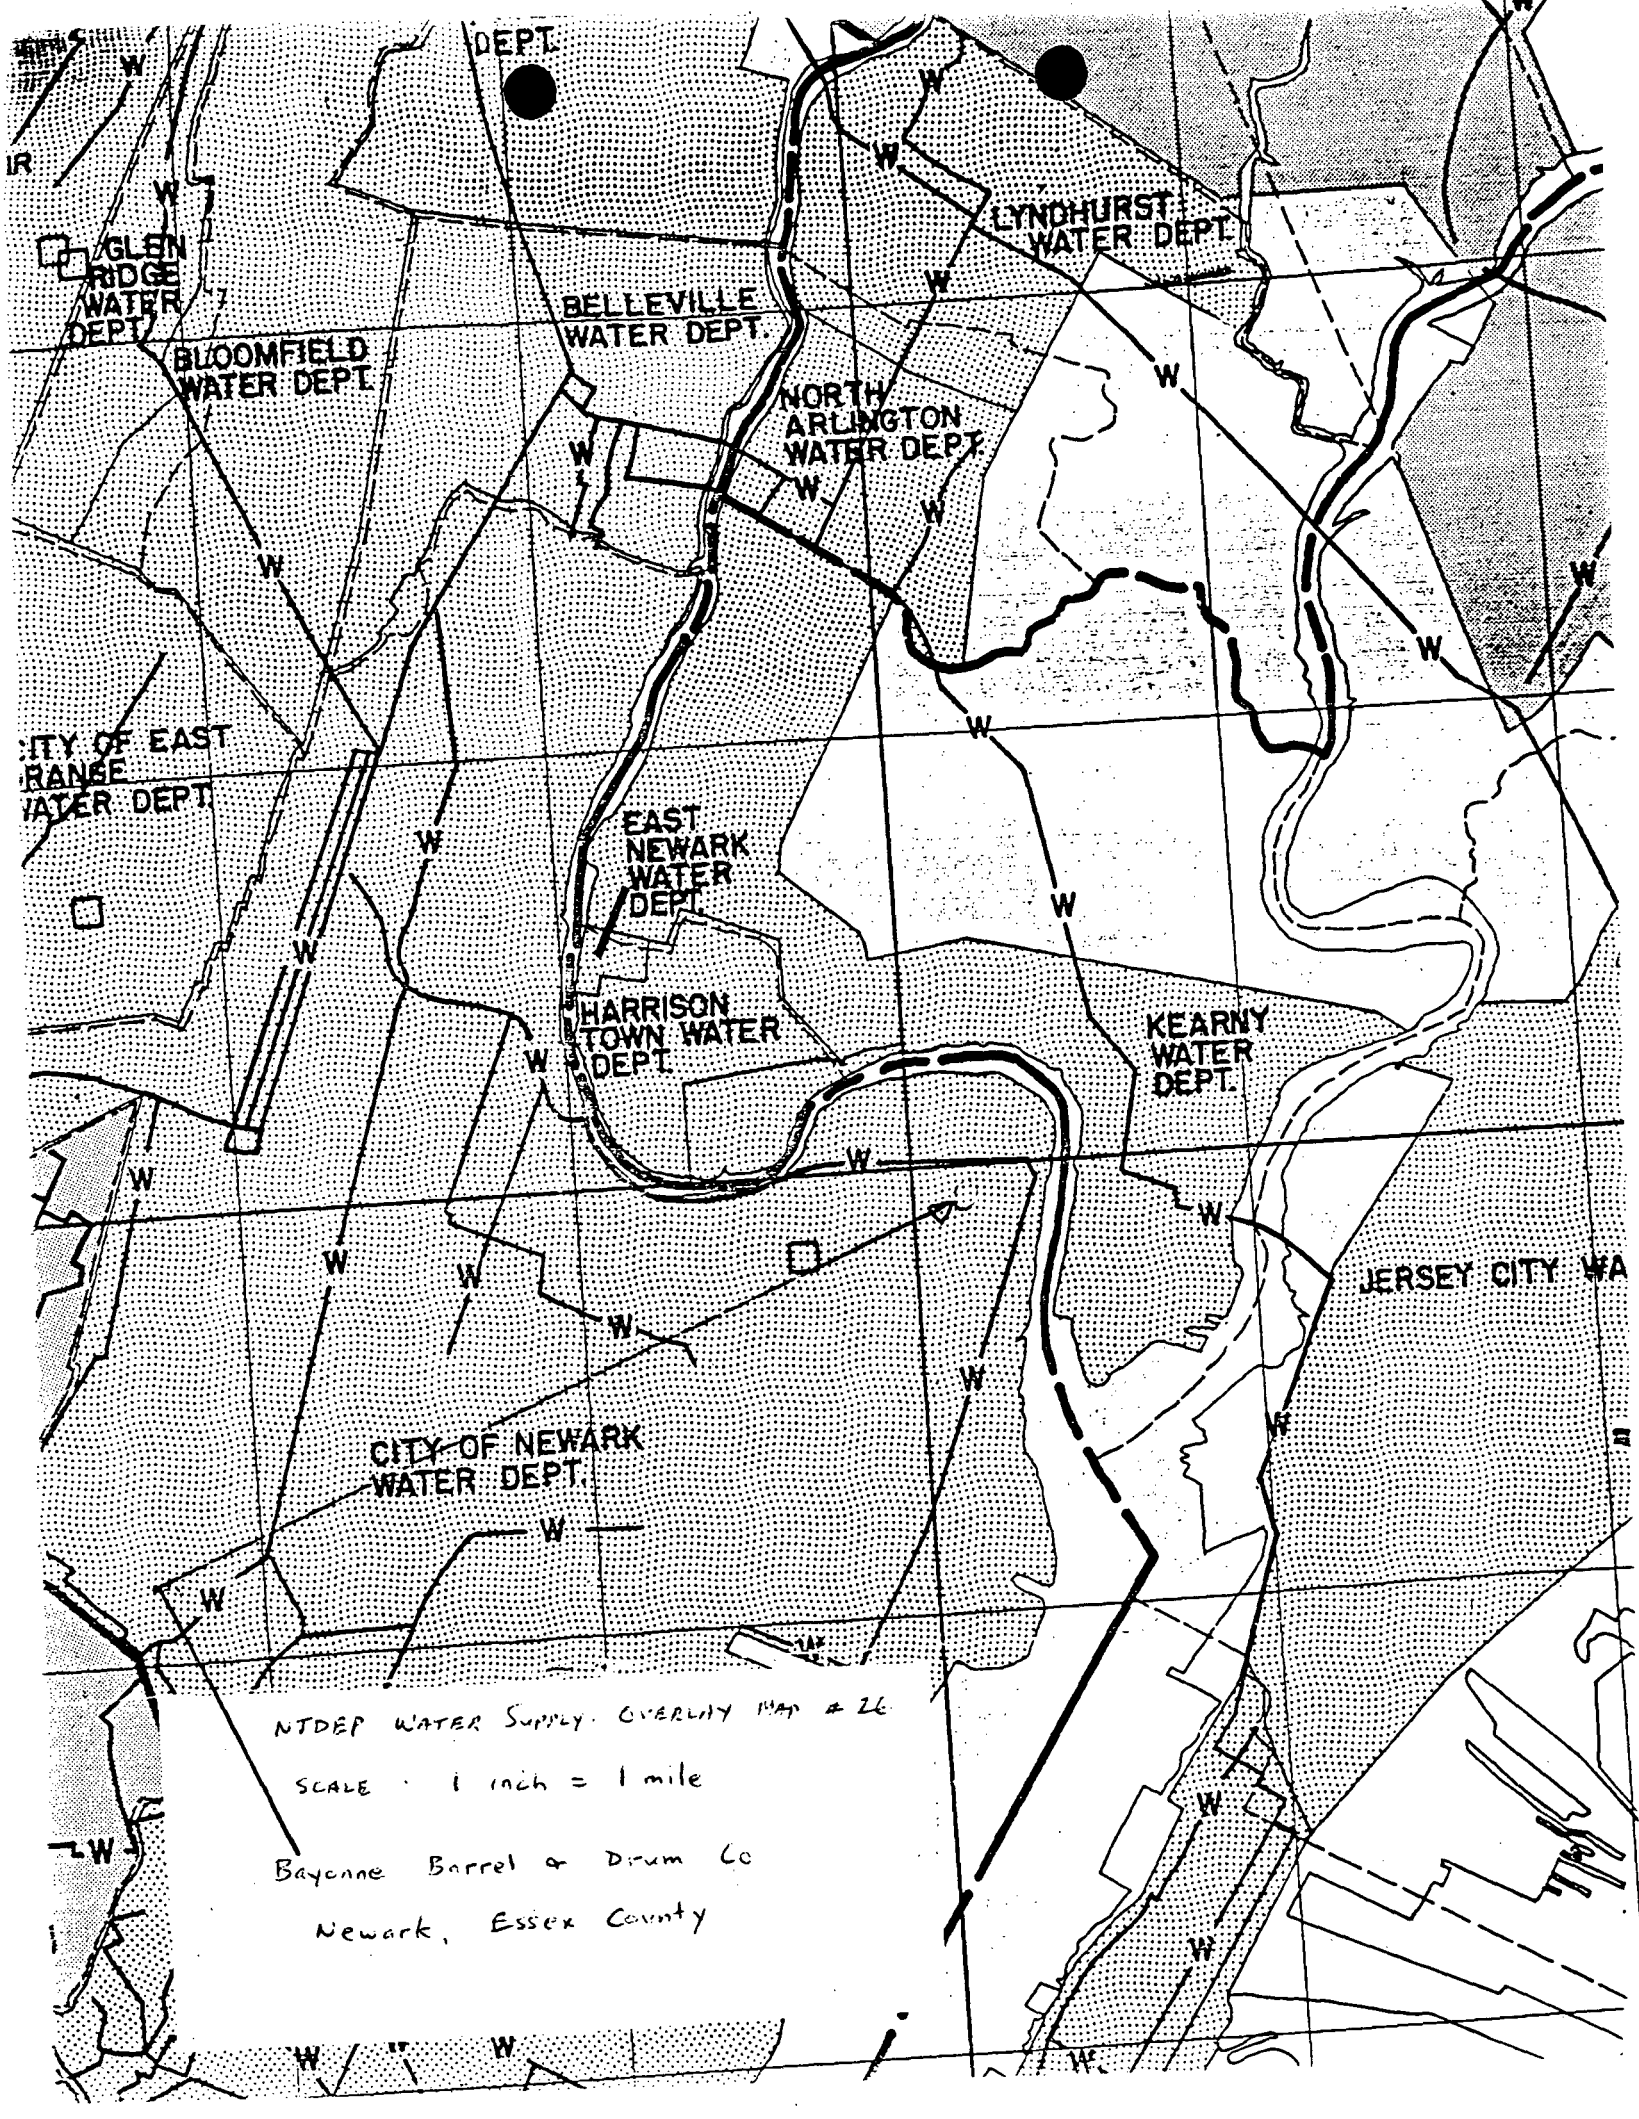 DEPT.
W
W
W
IR
W
LYNDHURST
WATER DEPT.
GLEN
RIDGE
WATER
DEPT.
W
BELLEVILLE
WATER DEPT.
BLOOMFIELD
WATER DEPT.
W
NORTH
ARLINGTON
WATER DEPT.
W
W
W
W
W
W
W
CITY OF EAST
RANGE
WATER DEPT.
EAST
NEWARK
WATER
DEPT.
W
W
W
HARRISON
TOWN WATER
DEPT.
KEARNY
WATER
DEPT.
W
W
W
W
JERSEY CITY WA
W
W
W
W
W
CITY OF NEWARK
WATER DEPT.
W
W
NJDEP WATER SUPPLY. OVERLAY MAP # 26
SCALE . 1 inch = 1 mile
W
W
Bayonne Barrel & Drum Co
Newark, Essex County
W
W
W
W